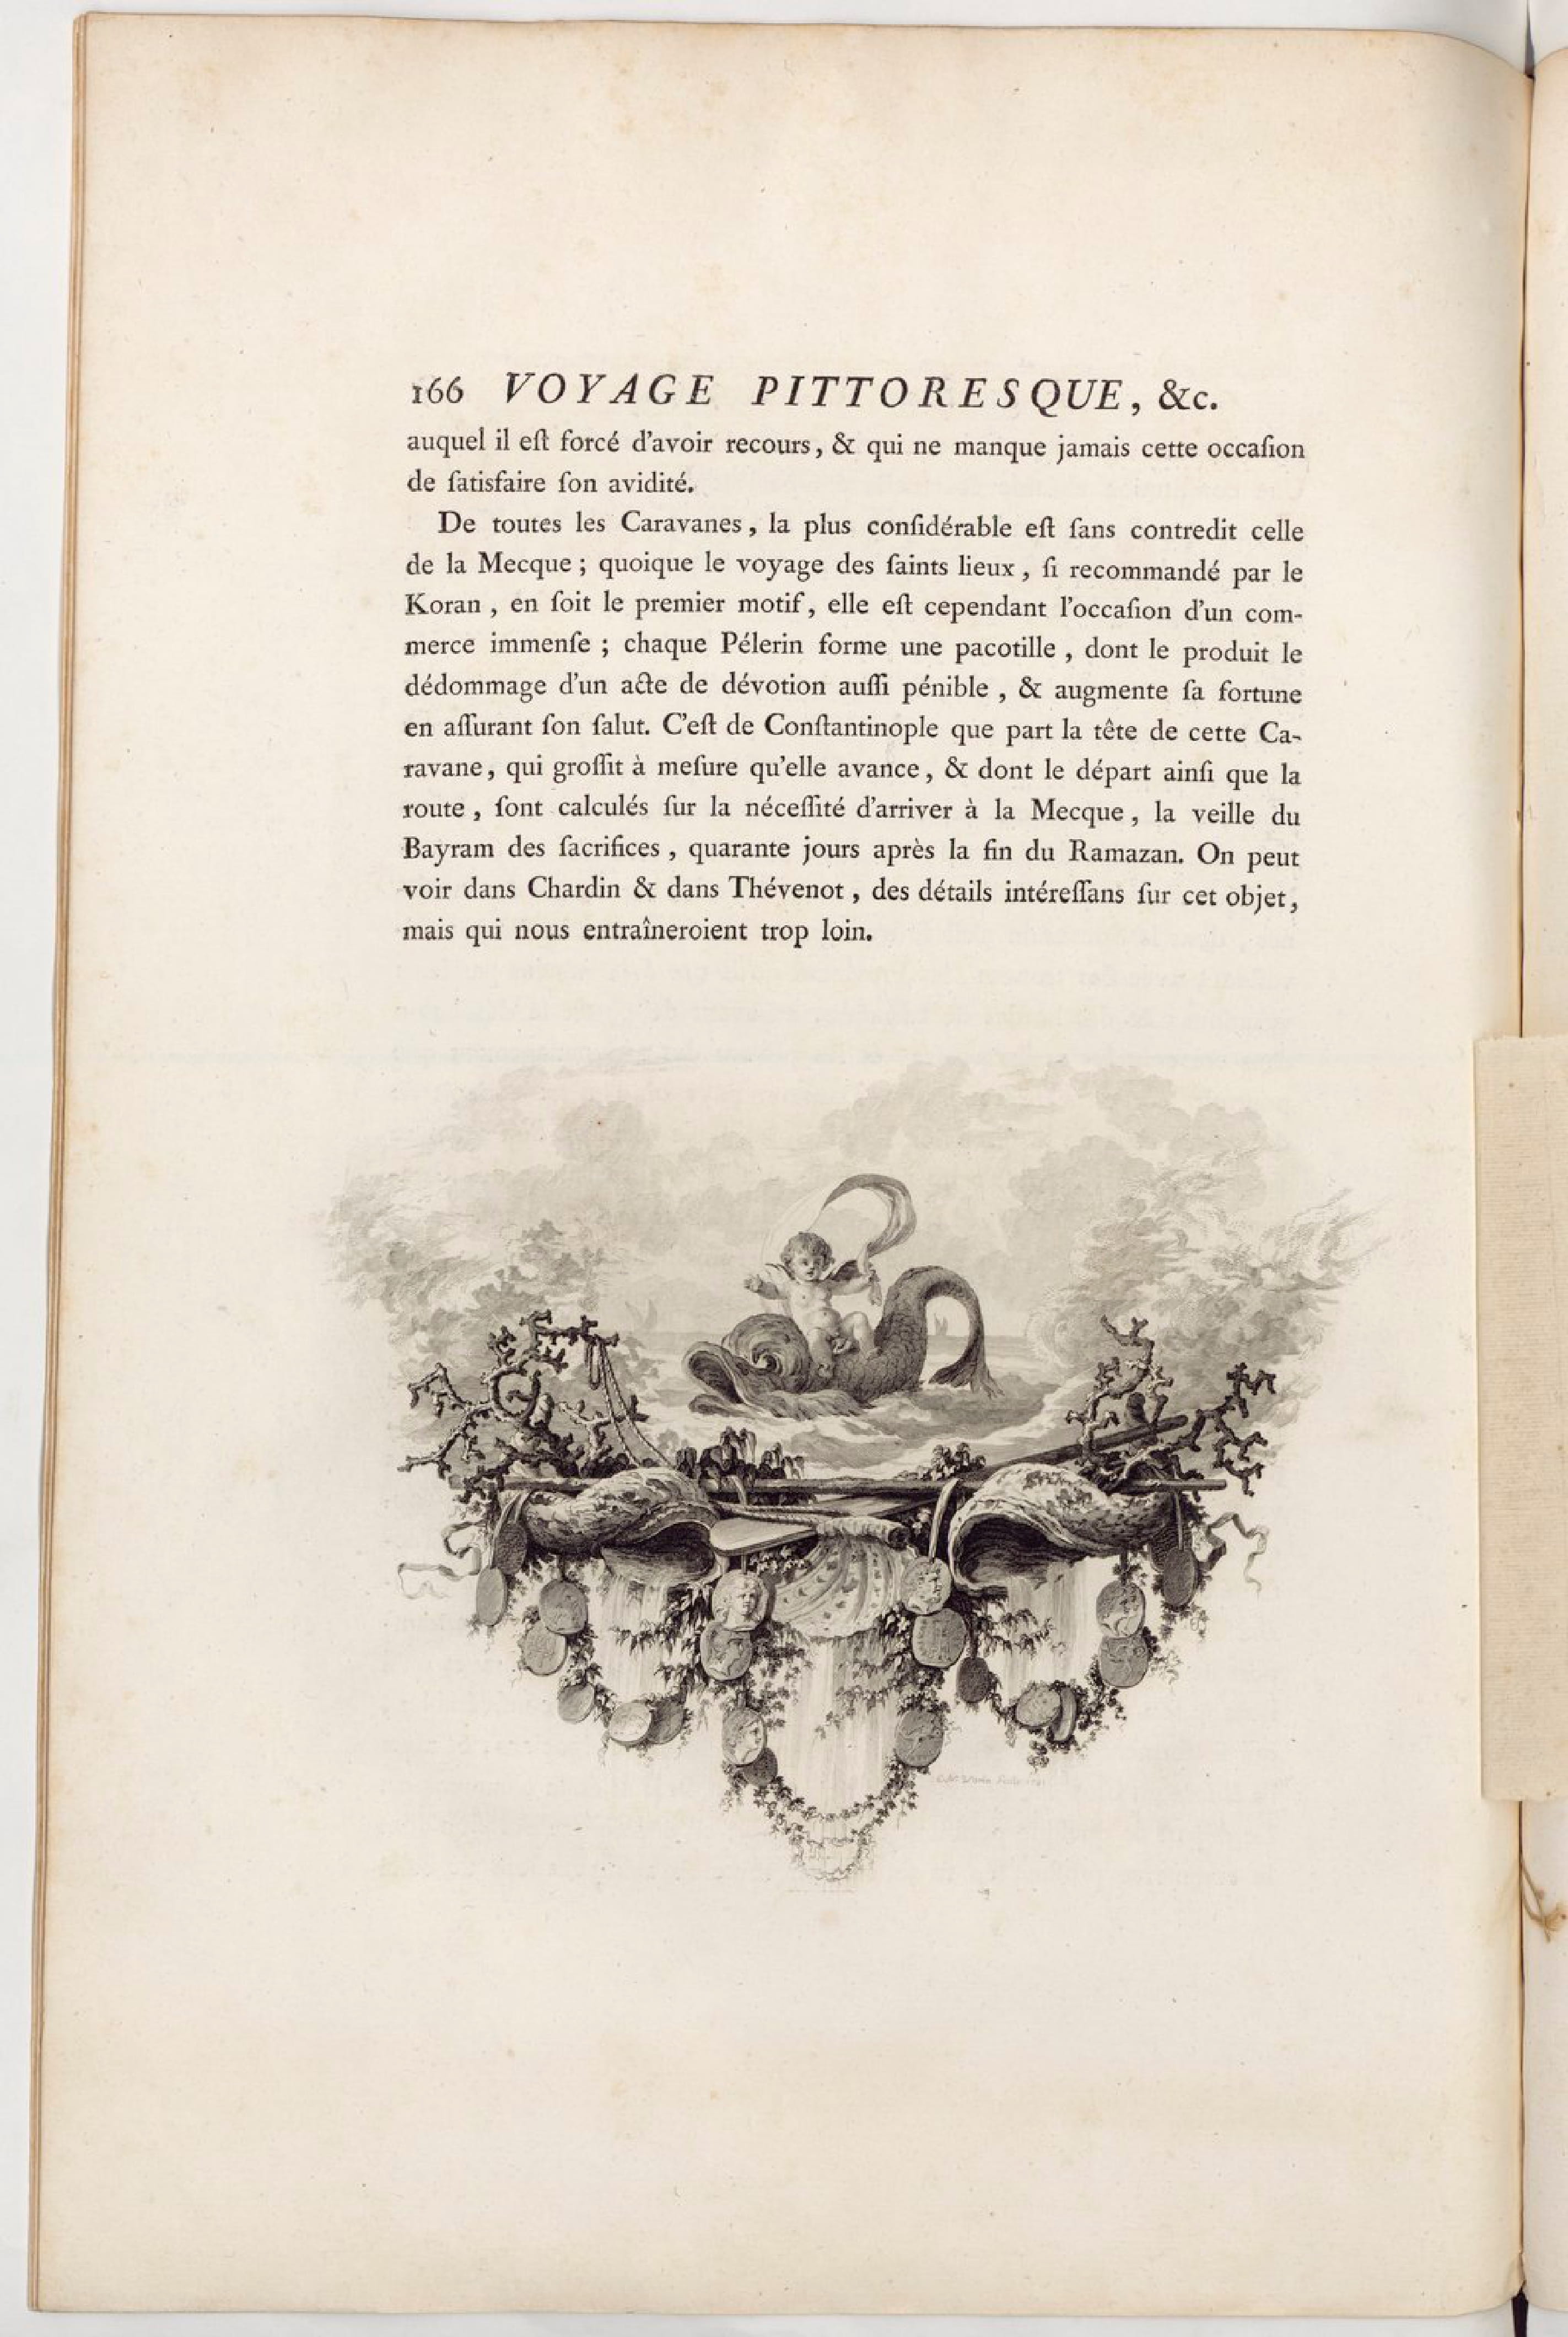 166 VOYAGE PITTORESQUE, &c.
auquel il eſt forcé d'avoir recours, & qui ne manque jamais cette occaſion
de ſatisfaire ſon avidité.
De toutes les Caravanes, la plus conſidérable eſt ſans contredit celle
de la Mecque ; quoique le voyage des ſaints lieux, ſi recommandé par le
Koran, en ſoit le premier motif, elle eſt cependant l'occaſion d'un com-
merce immenſe ; chaque Pélerin forme une pacotille, dont le produit le
dédommage d'un acte de dévotion auſſi pénible, & augmente ſa fortune
en aſſurant ſon ſalut. C'eſt de Conſtantinople que part la tête de cette Ca-
ravane, qui groſſit à meſure qu'elle avance, & dont le départ ainſi que la
route, ſont calculés ſur la néceſſité d'arriver à la Mecque, la veille du
Bayram des ſacrifices, quarante jours après la fin du Ramazan. On peut
voir dans Chardin & dans Thévenot, des détails intéreſſans ſur cet objet,
mais qui nous entraîneroient trop loin.